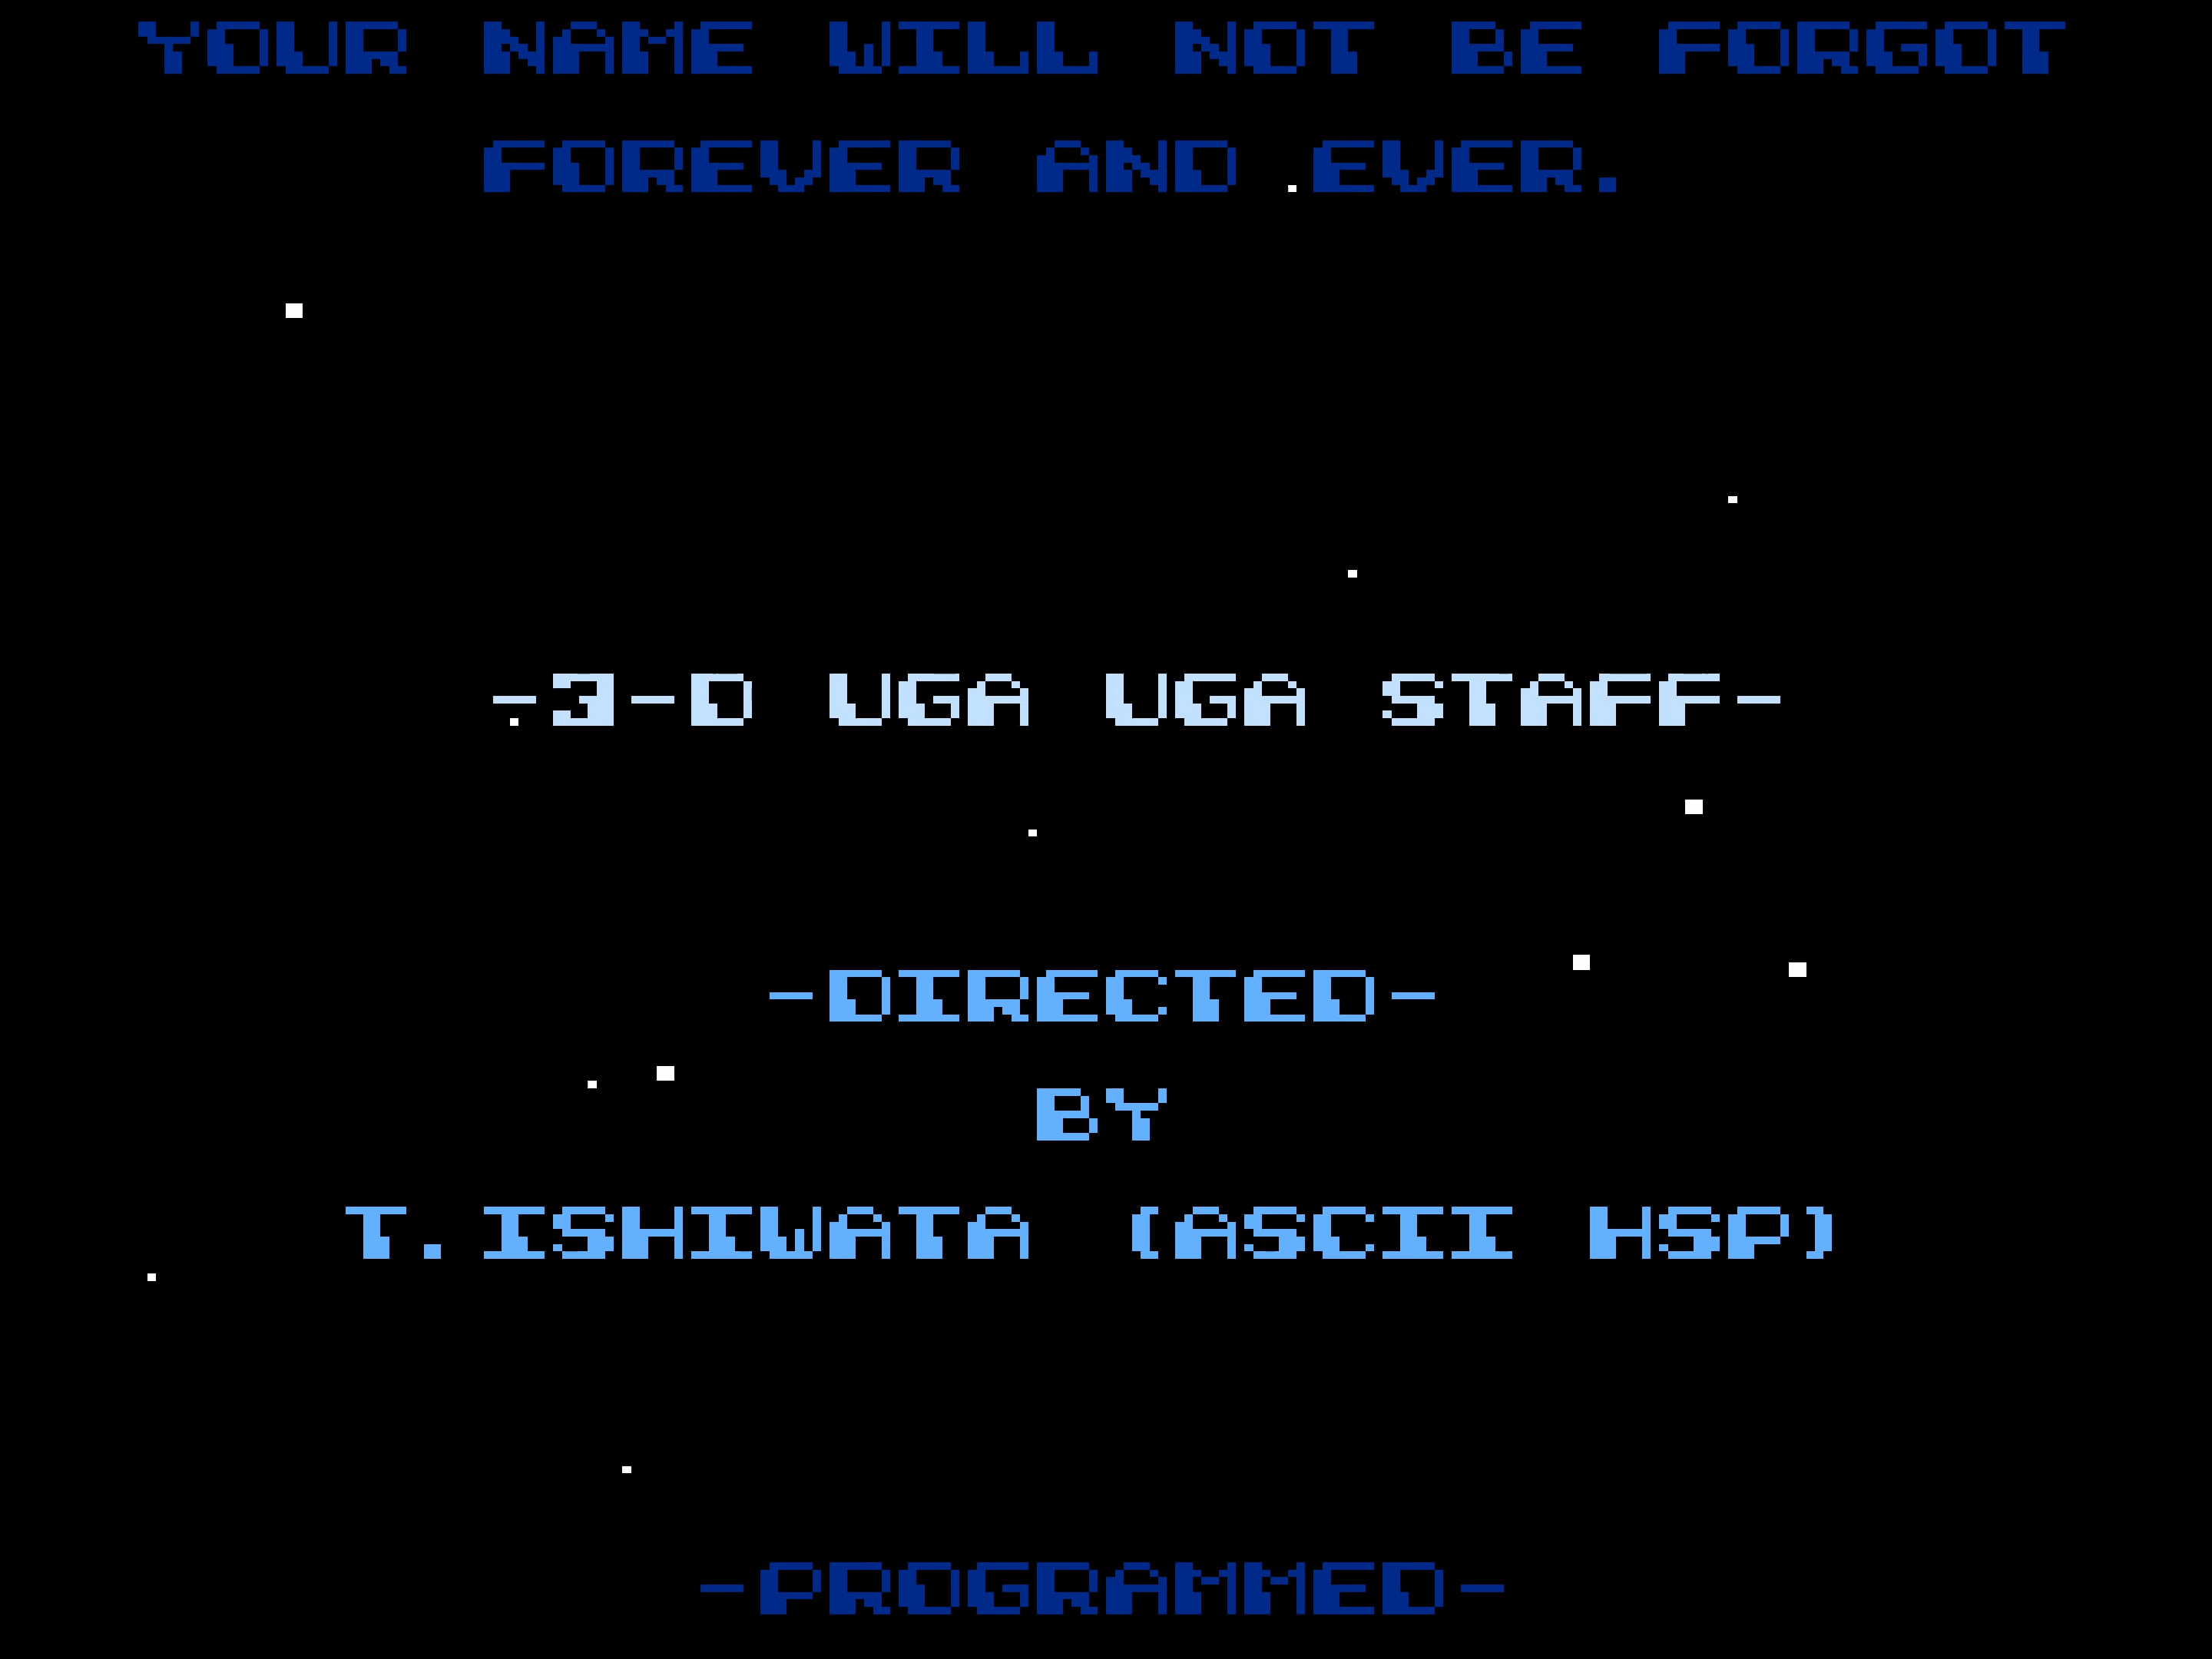 YOUR NAME WILL NOT BE FORGOT
FOREVER AND EVER.
-3-D UGA UGA STAFF-
-DIRECTED-
BY
T.ISHIWATA (ASCII HSP)
-PROGRAMMED-